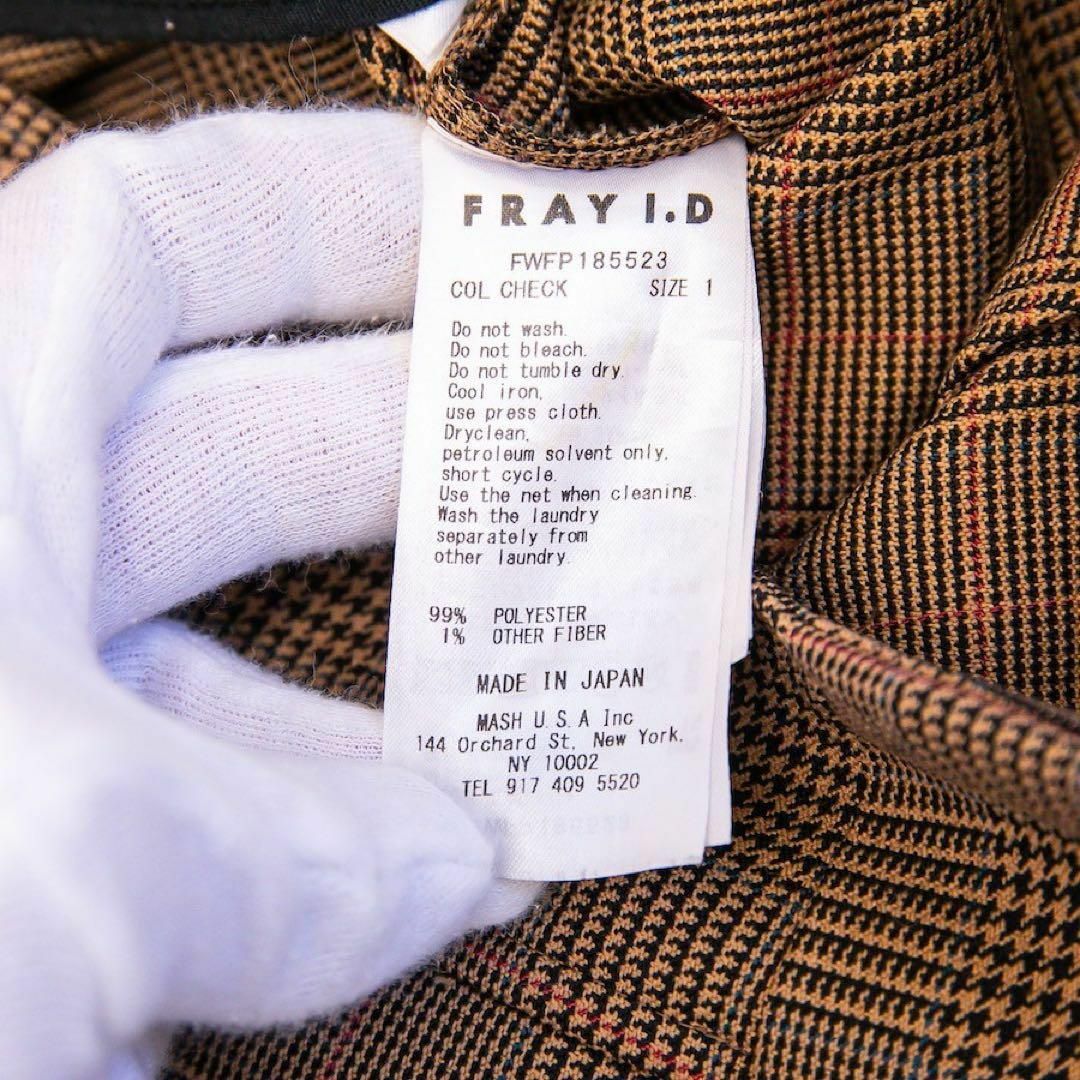 FRAY I.D
FWFP185523
COL CHECK SIZE 1
Do not wash.
Do not bleach.
Do not tumble dry.
Cool iron,
use press cloth.
Dryclean,
petroleum solvent only,
short cycle.
Use the net when cleaning.
Wash the laundry
separately from
other laundry.
99% POLYESTER
1% OTHER FIBER
MADE IN JAPAN
MASH U.S.A Inc
144 Orchard St, New York,
NY 10002
TEL 917 409 5520